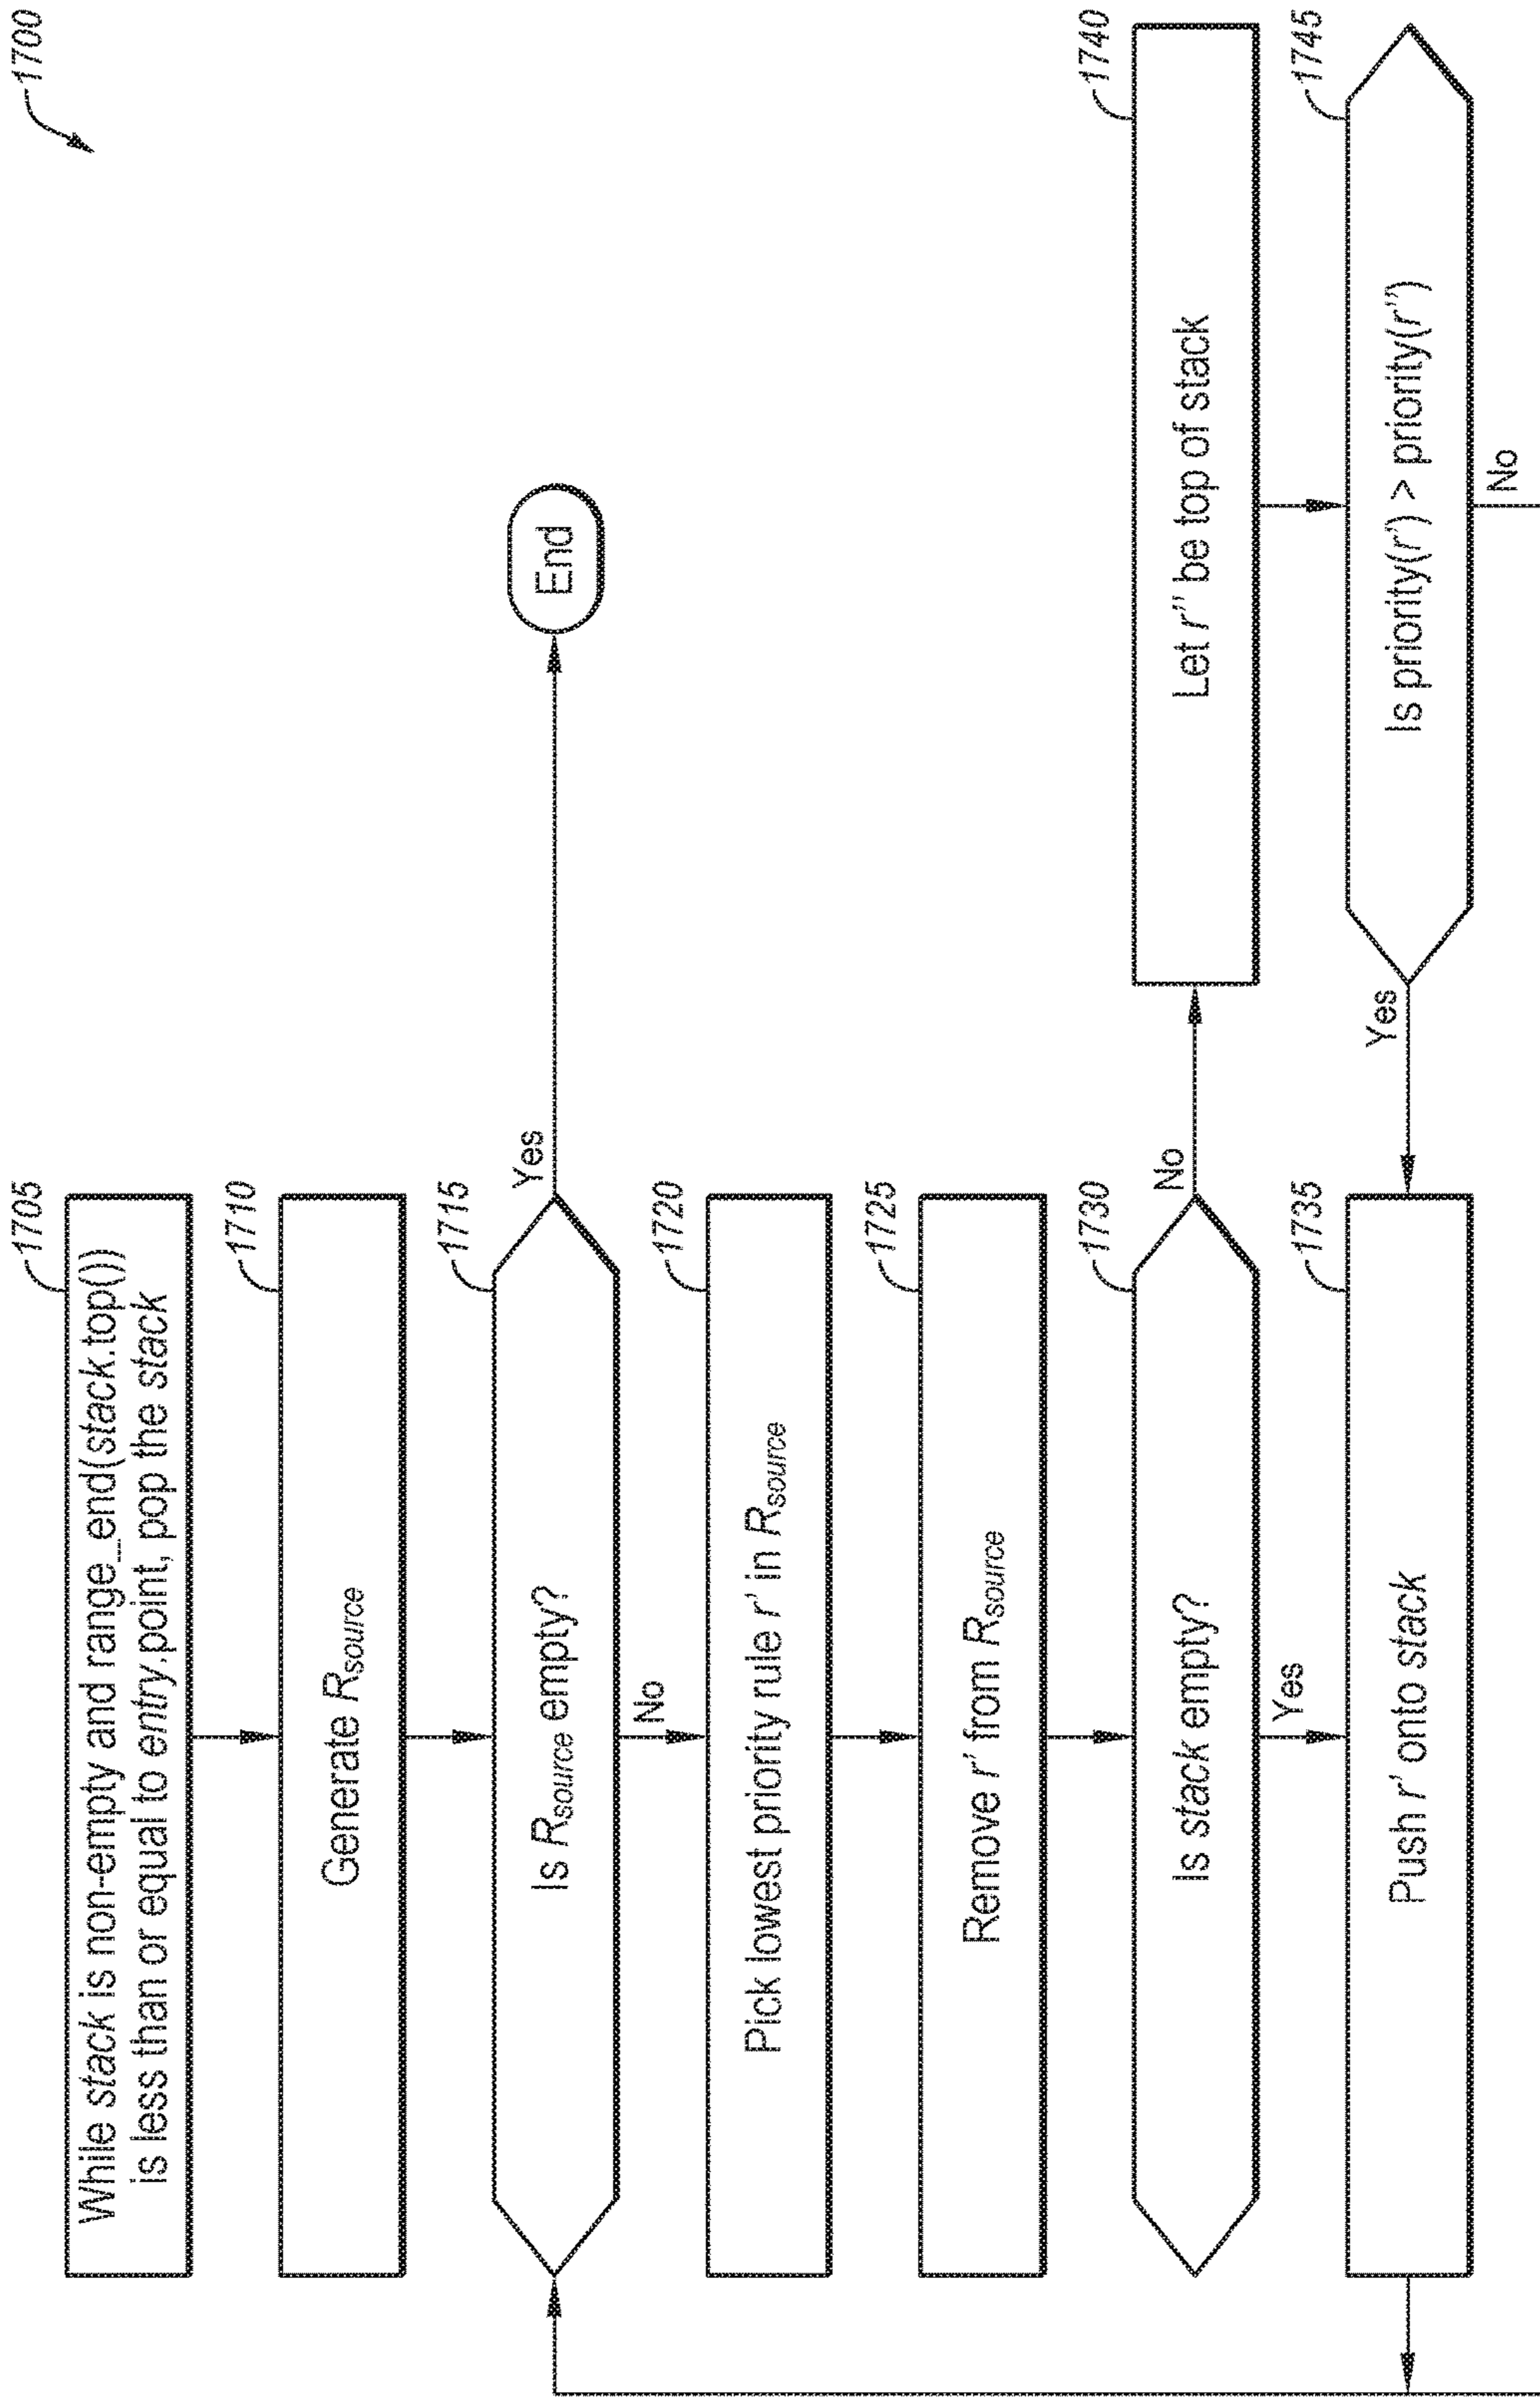 1700
1705
While stack is non-empty and range_end(stack.top())
is less than or equal to entry.point, pop the stack
1710
Generate Rsource
1715
Is Rsource empty?
Yes
End
No
1720
Pick lowest priority rule r' in Rsource
1725
Remove r' from Rsource
1730
Is stack empty?
No
1740
Let r'' be top of stack
Yes
1735
Push r' onto stack
Yes
1745
Is priority(r') > priority(r'')
No